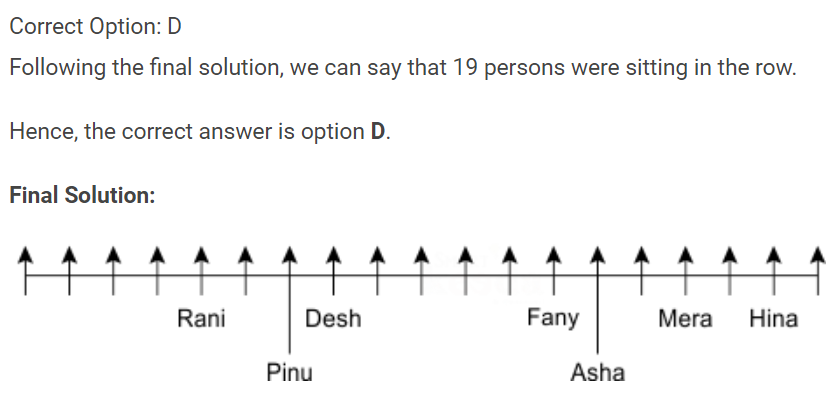 Correct Option: D
Following the final solution, we can say that 19 persons were sitting in the row.
Hence, the correct answer is option D.
Final Solution:
Rani Desh Fany Mera Hina
Pinu Asha